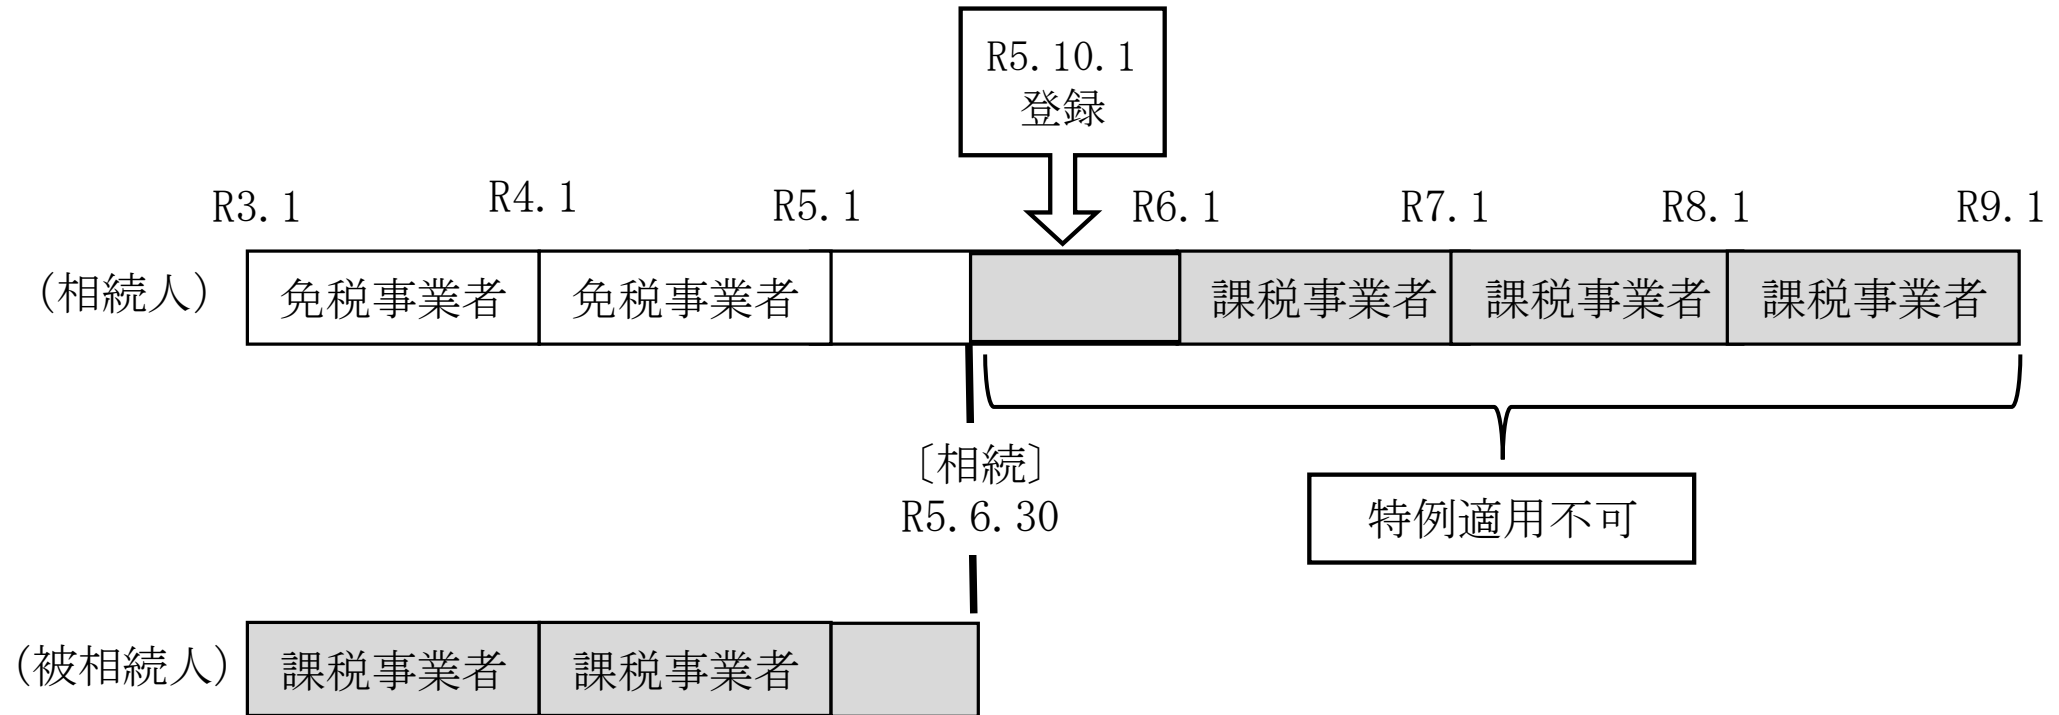 R5.10.1
登録
R3.1 R4.1 R5.1 R6.1 R7.1 R8.1 R9.1
(相続人) 免税事業者 免税事業者 課税事業者 課税事業者 課税事業者
〔相続〕
R5.6.30
特例適用不可
(被相続人) 課税事業者 課税事業者